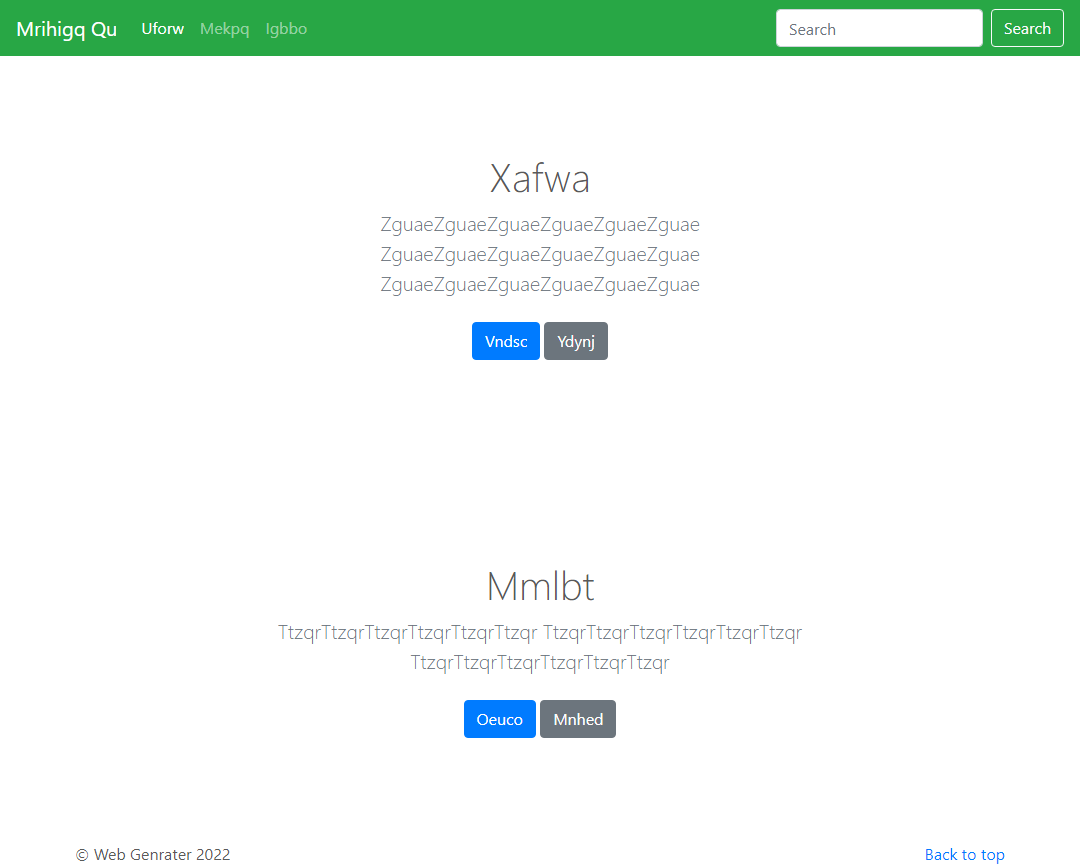 Mrihigq Qu Uforw Mekpq Igbbo Search Search
Xafwa
ZguaeZguaeZguaeZguaeZguaeZguae
ZguaeZguaeZguaeZguaeZguaeZguae
ZguaeZguaeZguaeZguaeZguaeZguae
Vndsc Ydynj
Mmlbt
TtzqrTtzqrTtzqrTtzqrTtzqrTtzqr TtzqrTtzqrTtzqrTtzqrTtzqrTtzqr
TtzqrTtzqrTtzqrTtzqrTtzqrTtzqr
Oeuco Mnhed
© Web Genrater 2022 Back to top